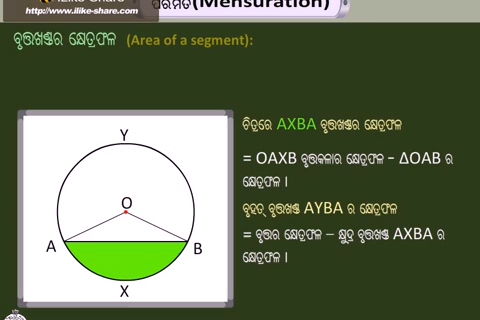 http://www.ilike-share.com
ପରିମିତି(Mensuration)
ବୃତ୍ତଖଣ୍ଡର କ୍ଷେତ୍ରଫଳ (Area of a segment):
Y
O
A
B
X
ଚିତ୍ରରେ AXBA ବୃତ୍ତଖଣ୍ଡର କ୍ଷେତ୍ରଫଳ
= OAXB ବୃତ୍ତକଳାର କ୍ଷେତ୍ରଫଳ - ΔOAB ର
କ୍ଷେତ୍ରଫଳ ।
ବୃହତ୍ ବୃତ୍ତଖଣ୍ଡ AYBA ର କ୍ଷେତ୍ରଫଳ
= ବୃତ୍ତର କ୍ଷେତ୍ରଫଳ – କ୍ଷୁଦ୍ର ବୃତ୍ତଖଣ୍ଡ AXBA ର
କ୍ଷେତ୍ରଫଳ ।